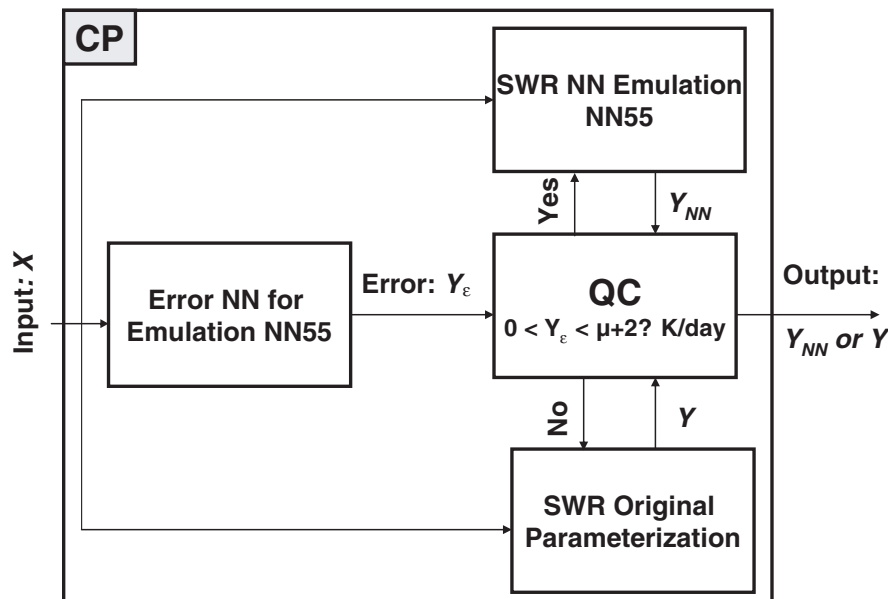 CP
SWR NN Emulation
NN55
Yes
Y_NN
Input: X
Error NN for
Emulation NN55
Error: Y_ε
QC
0 < Y_ε < μ+2? K/day
Output:
Y_NN or Y
No
Y
SWR Original
Parameterization